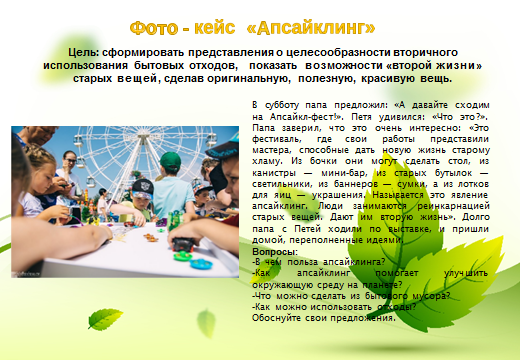 Фото - кейс «Апсайклинг»
Цель: сформировать представления о целесообразности вторичного
использования бытовых отходов, показать возможности «второй жизни»
старых вещей, сделав оригинальную, полезную, красивую вещь.
В субботу папа предложил: «А давайте сходим
на Апсайкл-фест!». Петя удивился: «Что это?».
Папа заверил, что это очень интересно: «Это
фестиваль, где свои работы представили
мастера, способные дать новую жизнь старому
хламу. Из бочки они могут сделать стол, из
канистры — мини-бар, из старых бутылок —
светильники, из баннеров — сумки, а из лотков
для яиц — украшения. Называется это явление
апсайклинг. Люди занимаются реинкарнацией
старых вещей. Дают им вторую жизнь». Долго
папа с Петей ходили по выставке, и пришли
домой, переполненные идеями.
Вопросы:
-В чем польза апсайклинга?
-Как апсайклинг помогает улучшить
окружающую среду на планете?
-Что можно сделать из бытового мусора?
-Как можно использовать отходы?
Обоснуйте свои предложения.